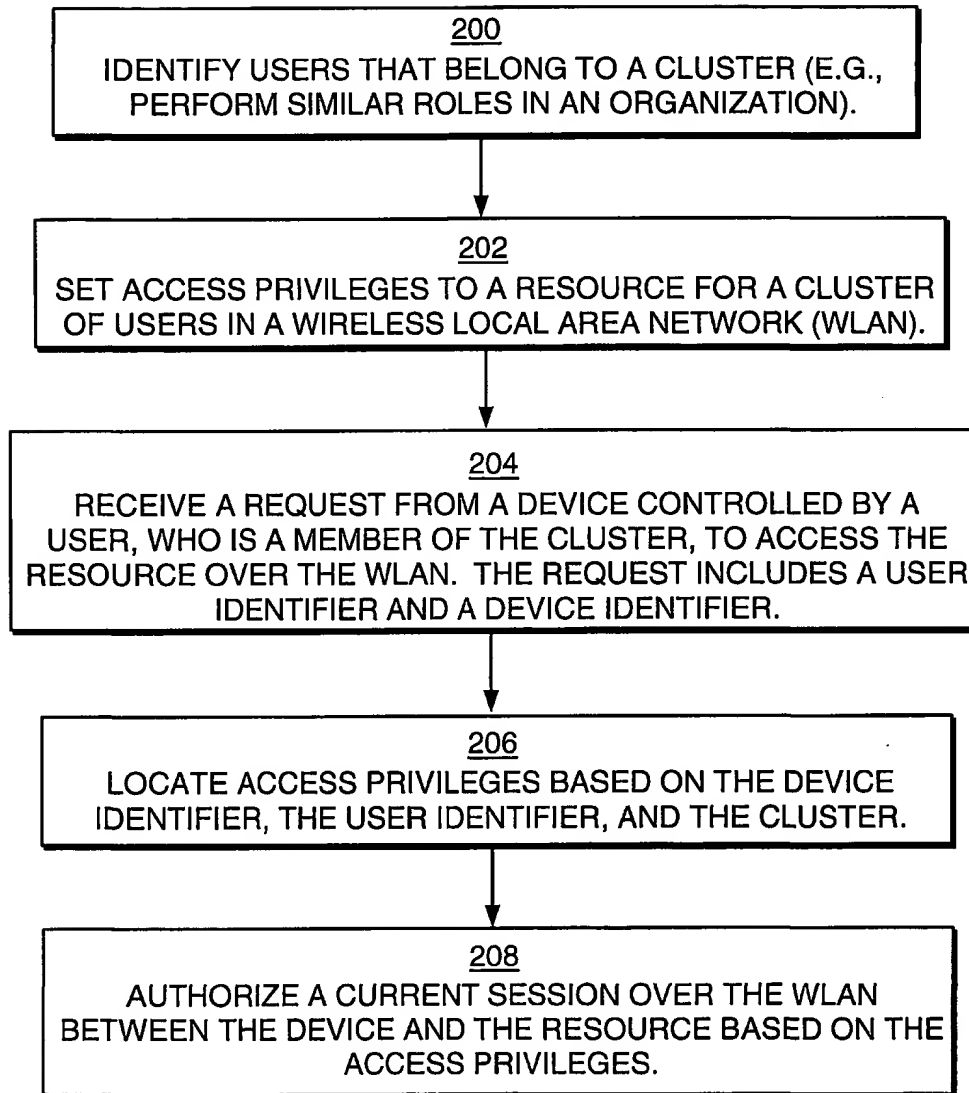 200
IDENTIFY USERS THAT BELONG TO A CLUSTER (E.G.,
PERFORM SIMILAR ROLES IN AN ORGANIZATION).
202
SET ACCESS PRIVILEGES TO A RESOURCE FOR A CLUSTER
OF USERS IN A WIRELESS LOCAL AREA NETWORK (WLAN).
204
RECEIVE A REQUEST FROM A DEVICE CONTROLLED BY A
USER, WHO IS A MEMBER OF THE CLUSTER, TO ACCESS THE
RESOURCE OVER THE WLAN. THE REQUEST INCLUDES A USER
IDENTIFIER AND A DEVICE IDENTIFIER.
206
LOCATE ACCESS PRIVILEGES BASED ON THE DEVICE
IDENTIFIER, THE USER IDENTIFIER, AND THE CLUSTER.
208
AUTHORIZE A CURRENT SESSION OVER THE WLAN
BETWEEN THE DEVICE AND THE RESOURCE BASED ON THE
ACCESS PRIVILEGES.